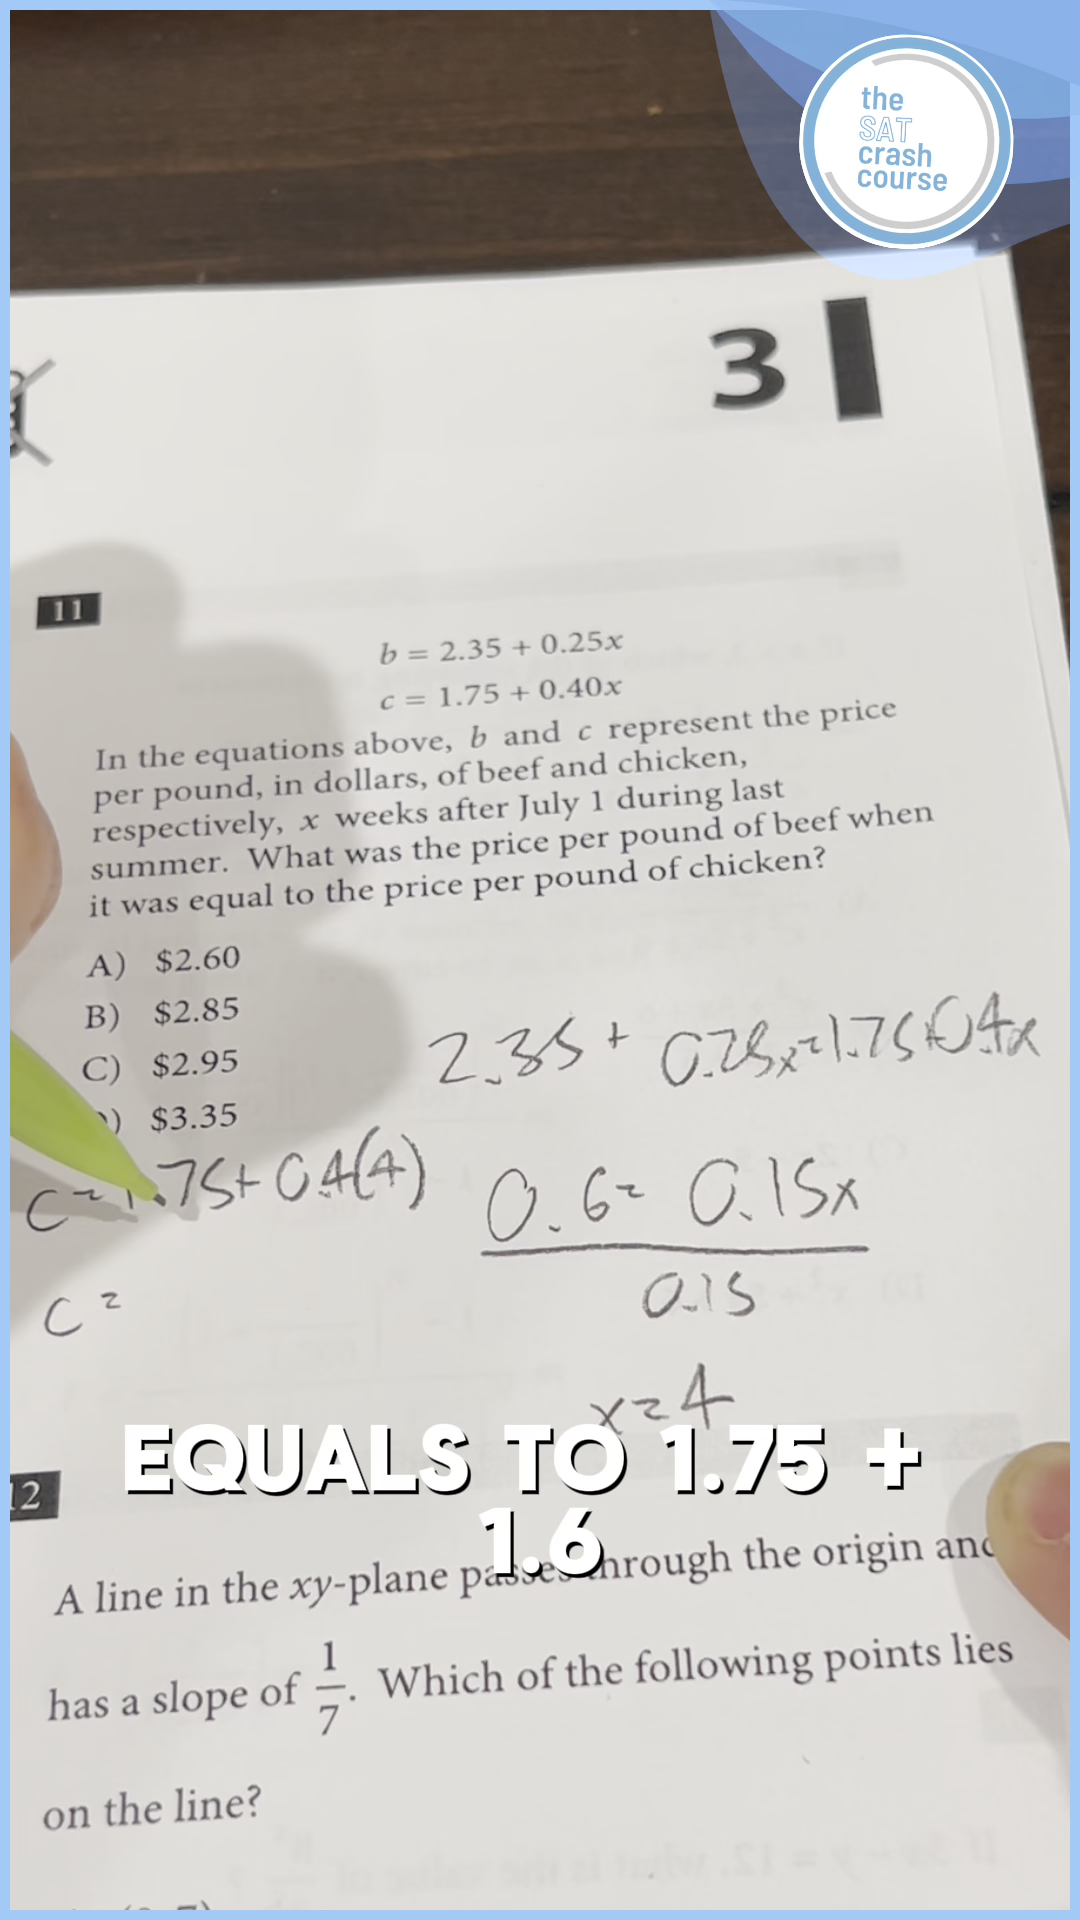 the
SAT
crash
course
3
11
b = 2.35 + 0.25x
c = 1.75 + 0.40x
In the equations above, b and c represent the price
per pound, in dollars, of beef and chicken,
respectively, x weeks after July 1 during last
summer. What was the price per pound of beef when
it was equal to the price per pound of chicken?
A) $2.60
B) $2.85
C) $2.95
) $3.35
2.35 + 0.25x = 1.75 + 0.4x
c = 1.75 + 0.4(4)
0.6 = 0.15x
0.15
c =
x = 4
EQUALS TO 1.75 +
1.6
12
A line in the xy-plane passes through the origin and
has a slope of 1/7. Which of the following points lies
on the line?